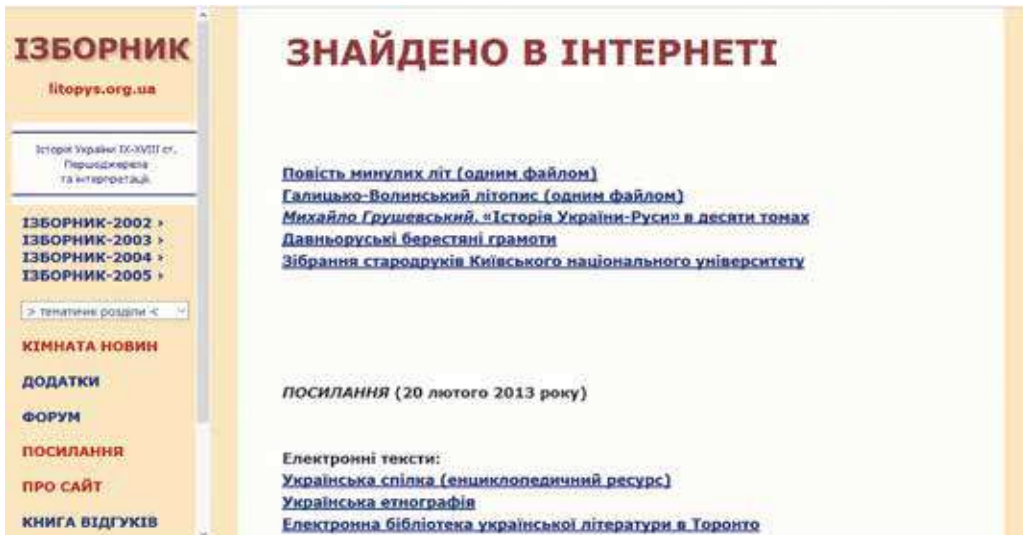 ІЗБОРНИК
litopys.org.ua
Історія України IX-XVIII ст.
Першоджерела
та інтерпретації
ІЗБОРНИК-2002 ›
ІЗБОРНИК-2003 ›
ІЗБОРНИК-2004 ›
ІЗБОРНИК-2005 ›
> тематичні розділи <
КІМНАТА НОВИН
ДОДАТКИ
ФОРУМ
ПОСИЛАННЯ
ПРО САЙТ
КНИГА ВІДГУКІВ
ЗНАЙДЕНО В ІНТЕРНЕТІ
Повість минулих літ (одним файлом)
Галицько-Волинський літопис (одним файлом)
Михайло Грушевський, «Історія України-Руси» в десяти томах
Давньоруські берестяні грамоти
Зібрання стародруків Київського національного університету
ПОСИЛАННЯ (20 лютого 2013 року)
Електронні тексти:
Українська спілка (енциклопедичний ресурс)
Українська етнографія
Електронна бібліотека української літератури в Торонто